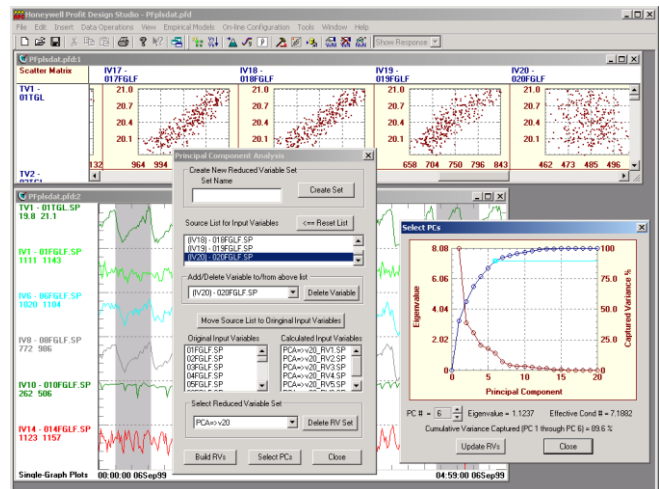 Honeywell Profit Design Studio - PFplsdat.pfd
File Edit Insert Data Operations View Empirical Models On-line Configuration Tools Window Help
Show Response
PFplsdat.pfd:1
Scatter Matrix
IV17 -
017FGLF
IV18 -
018FGLF
IV19 -
019FGLF
IV20 -
020FGLF
TV1 -
01TGL
21.0
20.7
20.4
20.1
21.0
20.7
20.4
20.1
21.0
20.7
20.4
20.1
21.0
20.7
20.4
20.1
132 964 994
658 704 750 796 843
462 473 485 496
TV2 -
PFplsdat.pfd:2
TV1 - 01TGL.SP
19.8 21.1
IV1 - 01FGLF.SP
1111 1143
IV6 - 06FGLF.SP
1020 1104
IV8 - 08FGLF.SP
772 986
IV10 - 010FGLF.SP
262 506
IV14 - 014FGLF.SP
1123 1157
Single-Graph Plots 00:00:00 06Sep99
04:59:00 06Sep99
Principal Component Analysis
Create New Reduced Variable Set
Set Name
Create Set
Source List for Input Variables
<== Reset List
(IV18) - 018FGLF.SP
(IV19) - 019FGLF.SP
(IV20) - 020FGLF.SP
Add/Delete Variable to/from above list
(IV20) - 020FGLF.SP
Delete Variable
Move Source List to Oringinal Input Variables
Original Input Variables
Calculated Input Variables
01FGLF.SP
02FGLF.SP
03FGLF.SP
04FGLF.SP
05FGLF.SP
PCA=>v20_RV1.SP
PCA=>v20_RV2.SP
PCA=>v20_RV3.SP
PCA=>v20_RV4.SP
PCA=>v20_RV5.SP
Select Reduced Variable Set
PCA=>v20
Delete RV Set
Build RVs
Select PCs
Close
Select PCs
8.08
6.06
4.04
2.02
0
100
75.0
50.0
25.0
0
Eigenvalue
Captured Variance %
0 5 10 15 20
Principal Component
PC # = 6 Eigenvalue = 1.1237 Effective Cond # = 7.1882
Cumulative Variance Captured (PC 1 through PC 6) = 89.6 %
Update RVs
Close